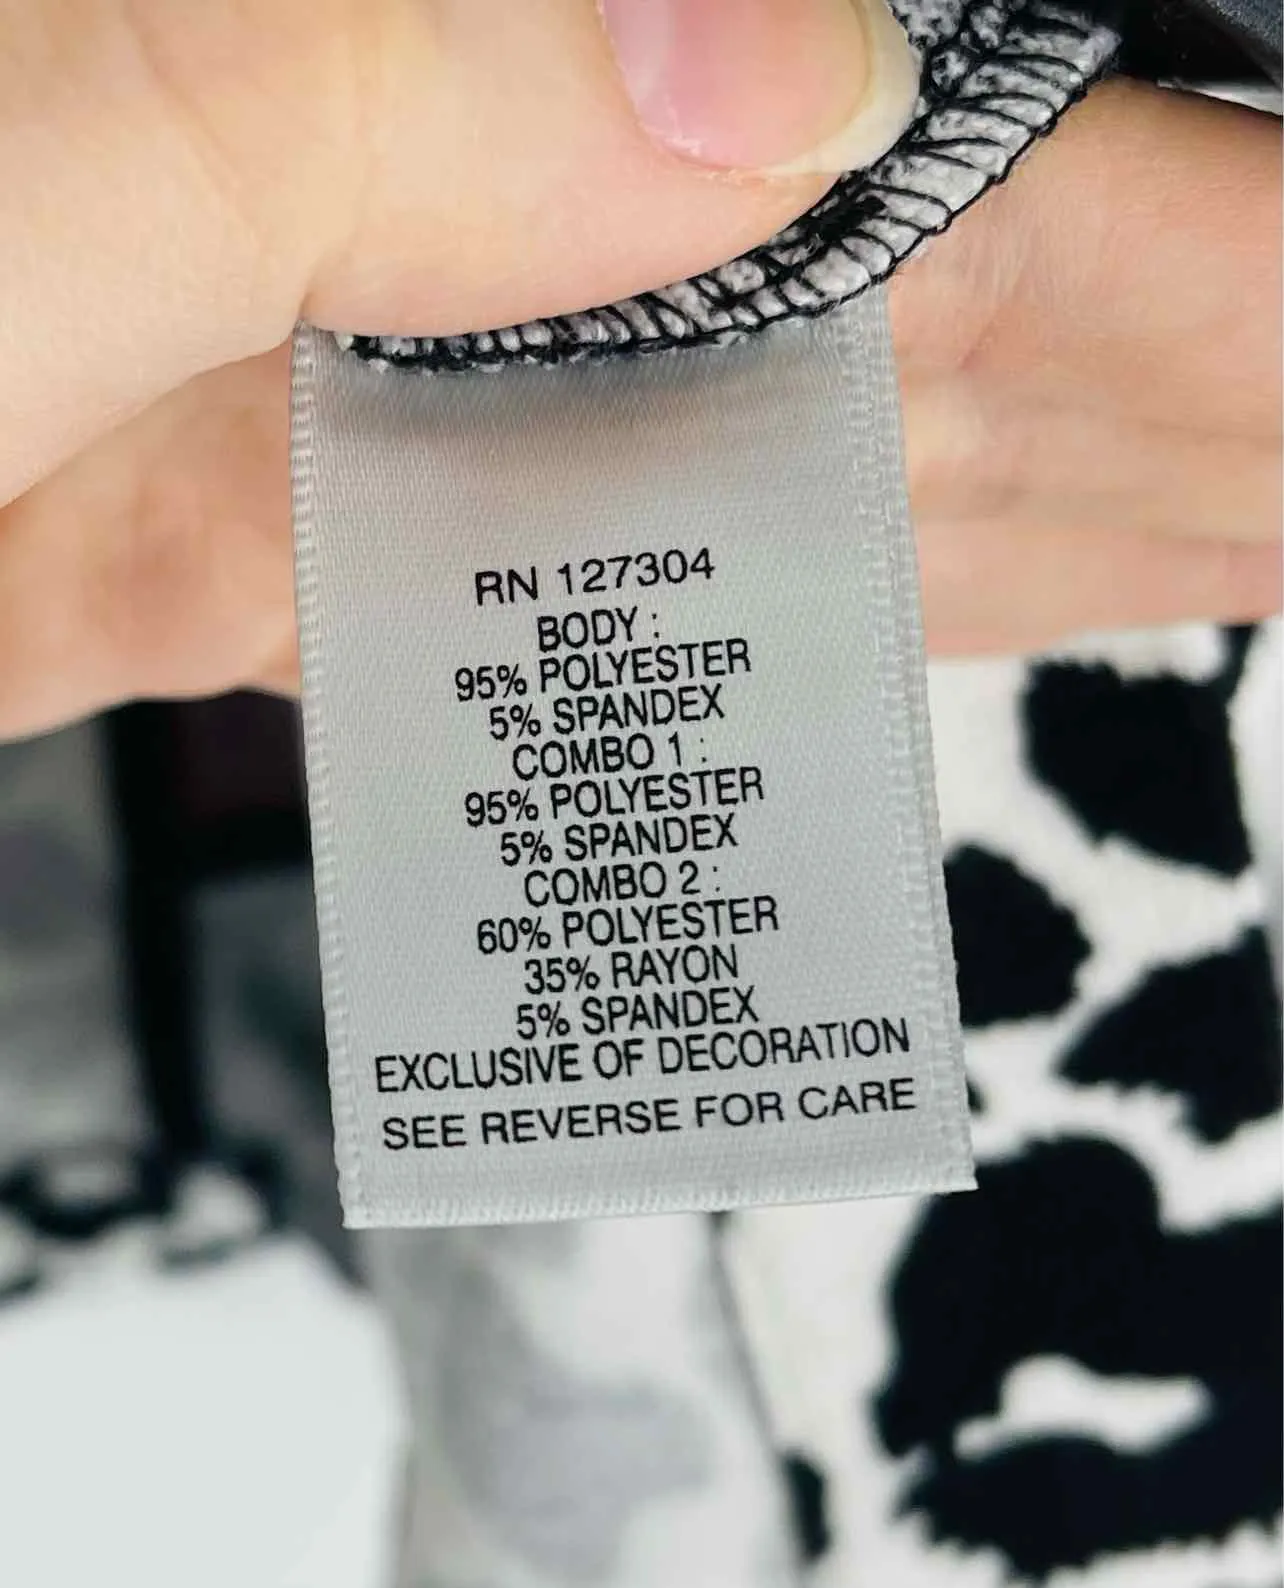 RN 127304
BODY :
95% POLYESTER
5% SPANDEX
COMBO 1 :
95% POLYESTER
5% SPANDEX
COMBO 2 :
60% POLYESTER
35% RAYON
5% SPANDEX
EXCLUSIVE OF DECORATION
SEE REVERSE FOR CARE